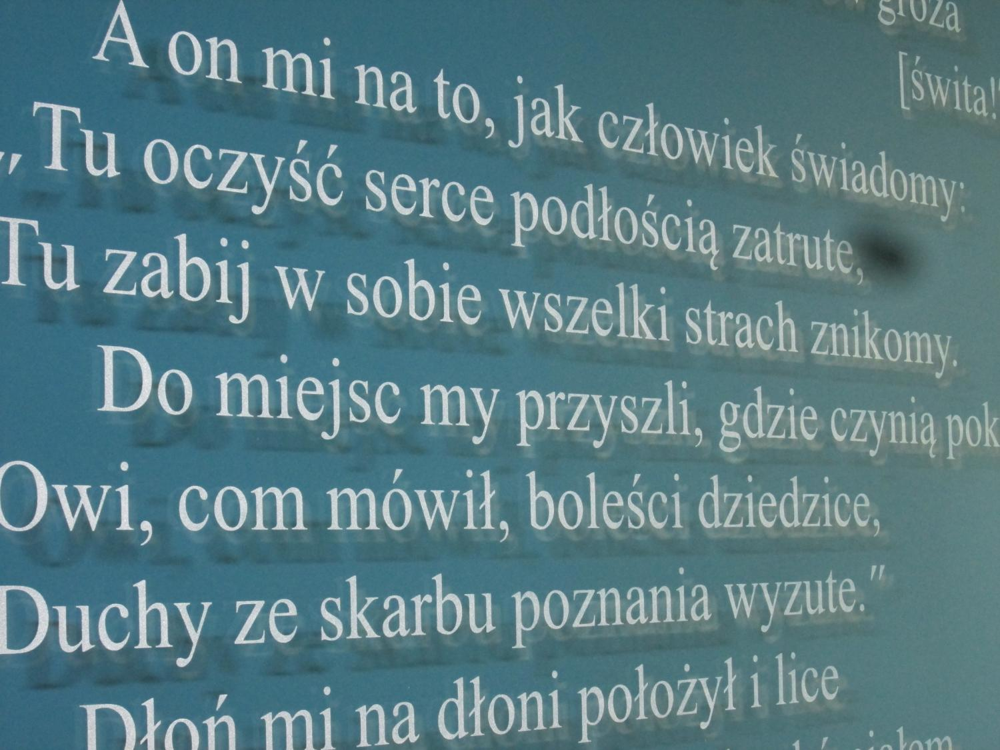 groza
[świta!"
A on mi na to, jak człowiek świadomy:
„Tu oczyść serce podłością zatrute,
Tu zabij w sobie wszelki strach znikomy.
Do miejsc my przyszli, gdzie czynią pok
Owi, com mówił, boleści dziedzice,
Duchy ze skarbu poznania wyzute."
Dłoń mi na dłoni położył i lice